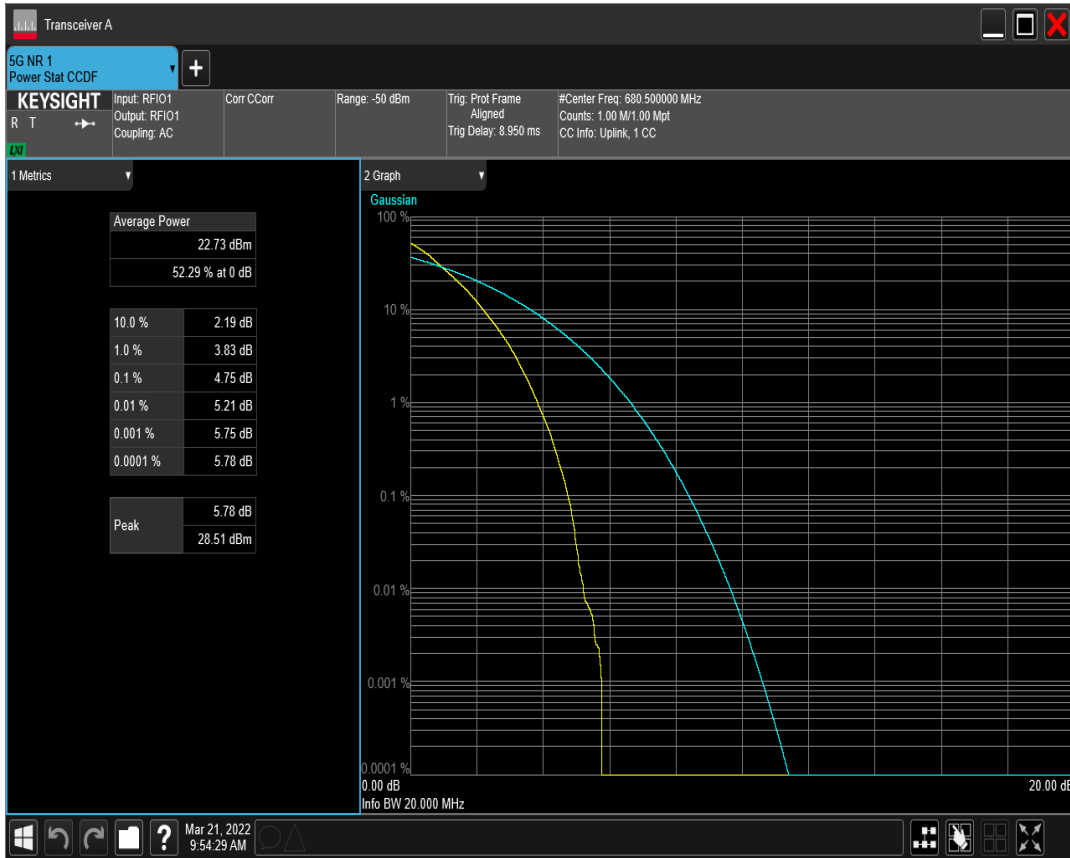 Transceiver A
5G NR 1
Power Stat CCDF
+
KEYSIGHT
R T
LXI
Input: RFIO1
Output: RFIO1
Coupling: AC
Corr CCorr
Range: -50 dBm
Trig: Prot Frame
Aligned
Trig Delay: 8.950 ms
#Center Freq: 680.500000 MHz
Counts: 1.00 M/1.00 Mpt
CC Info: Uplink, 1 CC
1 Metrics
Average Power
22.73 dBm
52.29 % at 0 dB
10.0 % 2.19 dB
1.0 % 3.83 dB
0.1 % 4.75 dB
0.01 % 5.21 dB
0.001 % 5.75 dB
0.0001 % 5.78 dB
Peak
5.78 dB
28.51 dBm
2 Graph
Gaussian
100 %
10 %
1 %
0.1 %
0.01 %
0.001 %
0.0001 %
0.00 dB 20.00 dB
Info BW 20.000 MHz
?
Mar 21, 2022
9:54:29 AM